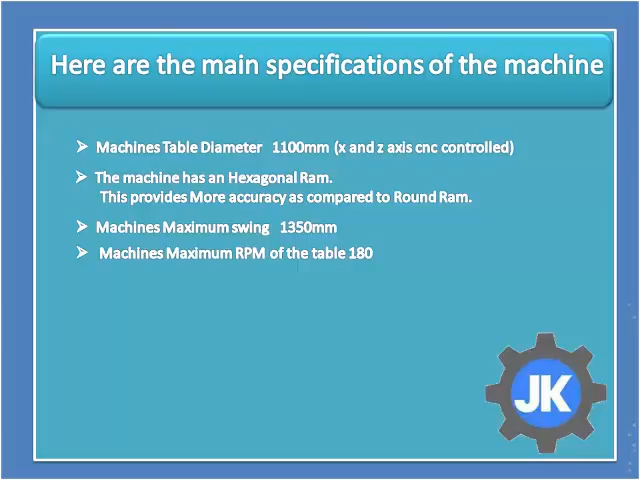 Here are the main specifications of the machine
Machines Table Diameter 1100mm (x and z axis cnc controlled)
The machine has an Hexagonal Ram.
This provides More accuracy as compared to Round Ram.
Machines Maximum swing 1350mm
Machines Maximum RPM of the table 180
JK